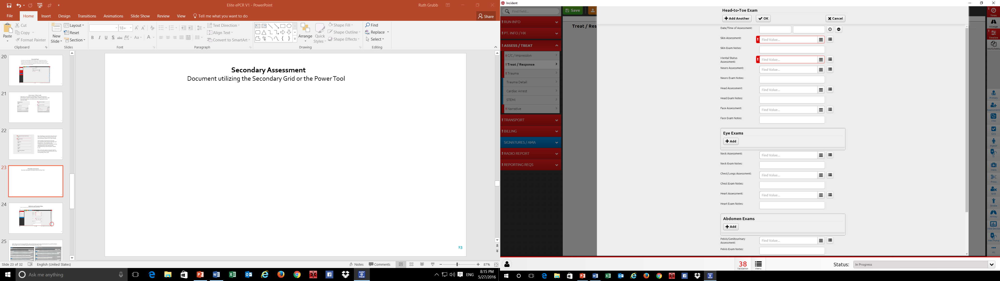 Elite ePCR V1 - PowerPoint
Ruth Grubb
File
Home
Insert
Design
Transitions
Animations
Slide Show
Review
View
Tell me what you want to do
Share
Paste
Cut
Copy
Format Painter
Clipboard
New Slide
Layout
Reset
Section
Slides
18+
B I U S abc AV Aa A
Font
Text Direction
Align Text
Convert to SmartArt
Paragraph
Arrange
Quick Styles
Shape Fill
Shape Outline
Shape Effects
Drawing
Find
Replace
Select
Editing
20
21
22
23
24
25
Secondary Assessment
Document utilizing the Secondary Grid or the Power Tool
23
Slide 23 of 32
English (United States)
Notes
Comments
87%
Ask me anything
ENG
8:15 PM
5/27/2016
Incident
Find field...
Save
RUN INFO
PT. INFO / HX
ASSESS / TREAT
C/C / Impression
Treat / Response
Trauma
Trauma Detail
Cardiac Arrest
STEMI
Narrative
TRANSPORT
BILLING
SIGNATURES / AMA
RADIO REPORT
REPORTING REQS
Treat / Res
Head-to-Toe Exam
Add Another
OK
Cancel
Date/Time of Assessment:
Skin Assessment:
Find Value...
Skin Exam Notes:
Mental Status
Assessment:
Find Value...
Neuro Assessment:
Find Value...
Neuro Exam Notes:
Head Assessment:
Find Value...
Head Exam Notes:
Face Assessment:
Find Value...
Face Exam Notes:
Eye Exams
Add
Neck Assessment:
Find Value...
Neck Exam Notes:
Chest/Lungs Assessment:
Find Value...
Chest Exam Notes:
Heart Assessment:
Find Value...
Heart Exam Notes:
Abdomen Exams
Add
Pelvis/Genitourinary
Assessment:
Find Value...
Pelvis Exam Notes:
Times
Mileage
Timeline
Worksheets
Primary
Assessment
Vital
GCS
PQRST
IV
Meds
Procs
SMR
Stroke
Airway
Med Device
Med Pump
All
38
Validation
Menu
Status:
In Progress